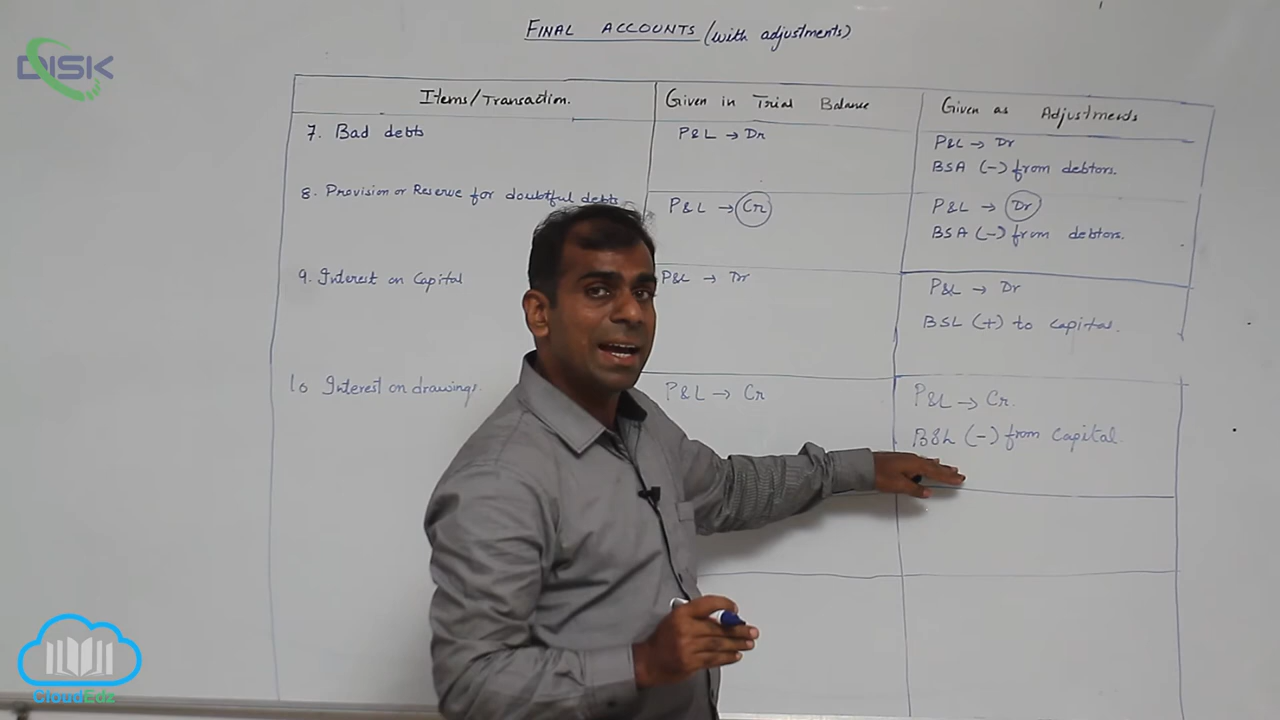 FINAL ACCOUNTS (with adjustments)
DISK
Items/Transaction. Given in Trial Balance Given as Adjustments
7. Bad debts P&L → Dr P&L → Dr
BSA (-) from debtors.
8. Provision or Reserve for doubtful debts P&L → Cr P&L → Dr
BSA (-) from debtors.
9. Interest on Capital P&L → Dr P&L → Dr
BSL (+) to capital.
10 Interest on drawings. P&L → Cr P&L → Cr.
BSL (-) from Capital.
CloudEdz